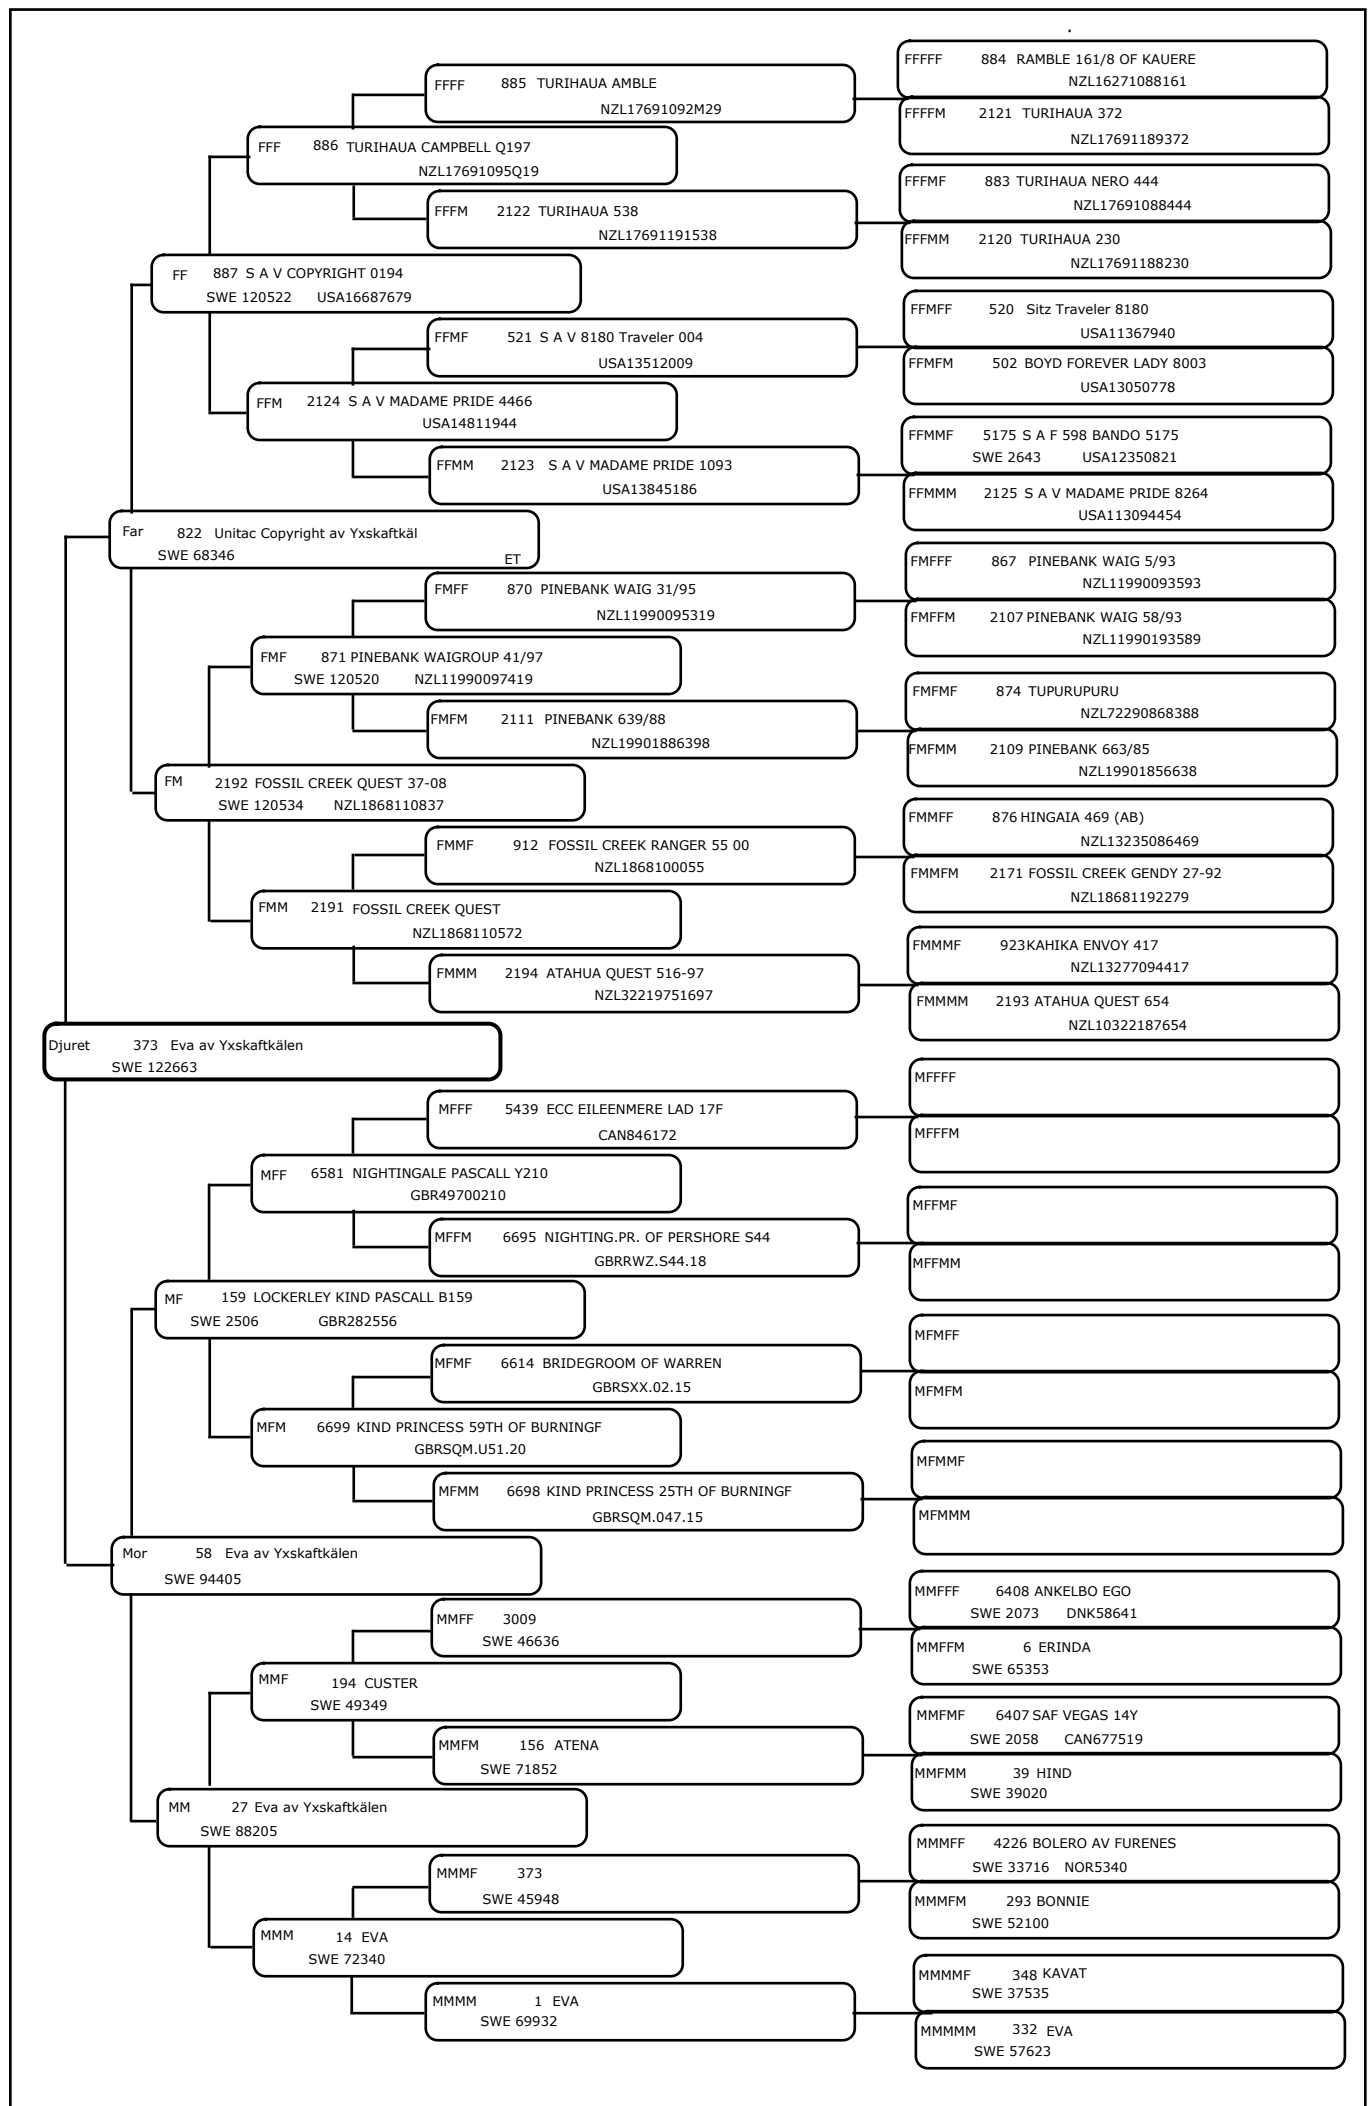 FFFFF 884 RAMBLE 161/8 OF KAUERE
NZL16271088161
FFFF 885 TURIHAUA AMBLE
NZL17691092M29
FFFFM 2121 TURIHAUA 372
NZL17691189372
FFF 886 TURIHAUA CAMPBELL Q197
NZL17691095Q19
FFFMF 883 TURIHAUA NERO 444
NZL17691088444
FFFM 2122 TURIHAUA 538
NZL17691191538
FFFMM 2120 TURIHAUA 230
NZL17691188230
FF 887 S A V COPYRIGHT 0194
SWE 120522 USA16687679
FFMFF 520 Sitz Traveler 8180
USA11367940
FFMF 521 S A V 8180 Traveler 004
USA13512009
FFMFM 502 BOYD FOREVER LADY 8003
USA13050778
FFM 2124 S A V MADAME PRIDE 4466
USA14811944
FFMMF 5175 S A F 598 BANDO 5175
SWE 2643 USA12350821
FFMM 2123 S A V MADAME PRIDE 1093
USA13845186
FFMMM 2125 S A V MADAME PRIDE 8264
USA113094454
Far 822 Unitac Copyright av Yxskaftkäl
SWE 68346 ET
FMFFF 867 PINEBANK WAIG 5/93
NZL11990093593
FMFF 870 PINEBANK WAIG 31/95
NZL11990095319
FMFFM 2107 PINEBANK WAIG 58/93
NZL11990193589
FMF 871 PINEBANK WAIGROUP 41/97
SWE 120520 NZL11990097419
FMFMF 874 TUPURUPURU
NZL72290868388
FMFM 2111 PINEBANK 639/88
NZL19901886398
FMFMM 2109 PINEBANK 663/85
NZL19901856638
FM 2192 FOSSIL CREEK QUEST 37-08
SWE 120534 NZL1868110837
FMMFF 876 HINGAIA 469 (AB)
NZL13235086469
FMMF 912 FOSSIL CREEK RANGER 55 00
NZL1868100055
FMMFM 2171 FOSSIL CREEK GENDY 27-92
NZL18681192279
FMM 2191 FOSSIL CREEK QUEST
NZL1868110572
FMMMF 923 KAHIKA ENVOY 417
NZL13277094417
FMMM 2194 ATAHUA QUEST 516-97
NZL32219751697
FMMMM 2193 ATAHUA QUEST 654
NZL10322187654
Djuret 373 Eva av Yxskaftkälen
SWE 122663
MFFFF
MFFF 5439 ECC EILEENMERE LAD 17F
CAN846172
MFFFM
MFF 6581 NIGHTINGALE PASCALL Y210
GBR49700210
MFFMF
MFFM 6695 NIGHTING.PR. OF PERSHORE S44
GBRRWZ.S44.18
MFFMM
MF 159 LOCKERLEY KIND PASCALL B159
SWE 2506 GBR282556
MFMFF
MFMF 6614 BRIDEGROOM OF WARREN
GBRSXX.02.15
MFMFM
MFM 6699 KIND PRINCESS 59TH OF BURNINGF
GBRSQM.U51.20
MFMMF
MFMM 6698 KIND PRINCESS 25TH OF BURNINGF
GBRSQM.047.15
MFMMM
Mor 58 Eva av Yxskaftkälen
SWE 94405
MMFFF 6408 ANKELBO EGO
SWE 2073 DNK58641
MMFF 3009
SWE 46636
MMFFM 6 ERINDA
SWE 65353
MMF 194 CUSTER
SWE 49349
MMFMF 6407 SAF VEGAS 14Y
SWE 2058 CAN677519
MMFM 156 ATENA
SWE 71852
MMFMM 39 HIND
SWE 39020
MM 27 Eva av Yxskaftkälen
SWE 88205
MMMFF 4226 BOLERO AV FURENES
SWE 33716 NOR5340
MMMF 373
SWE 45948
MMMFM 293 BONNIE
SWE 52100
MMM 14 EVA
SWE 72340
MMMMF 348 KAVAT
SWE 37535
MMMM 1 EVA
SWE 69932
MMMMM 332 EVA
SWE 57623